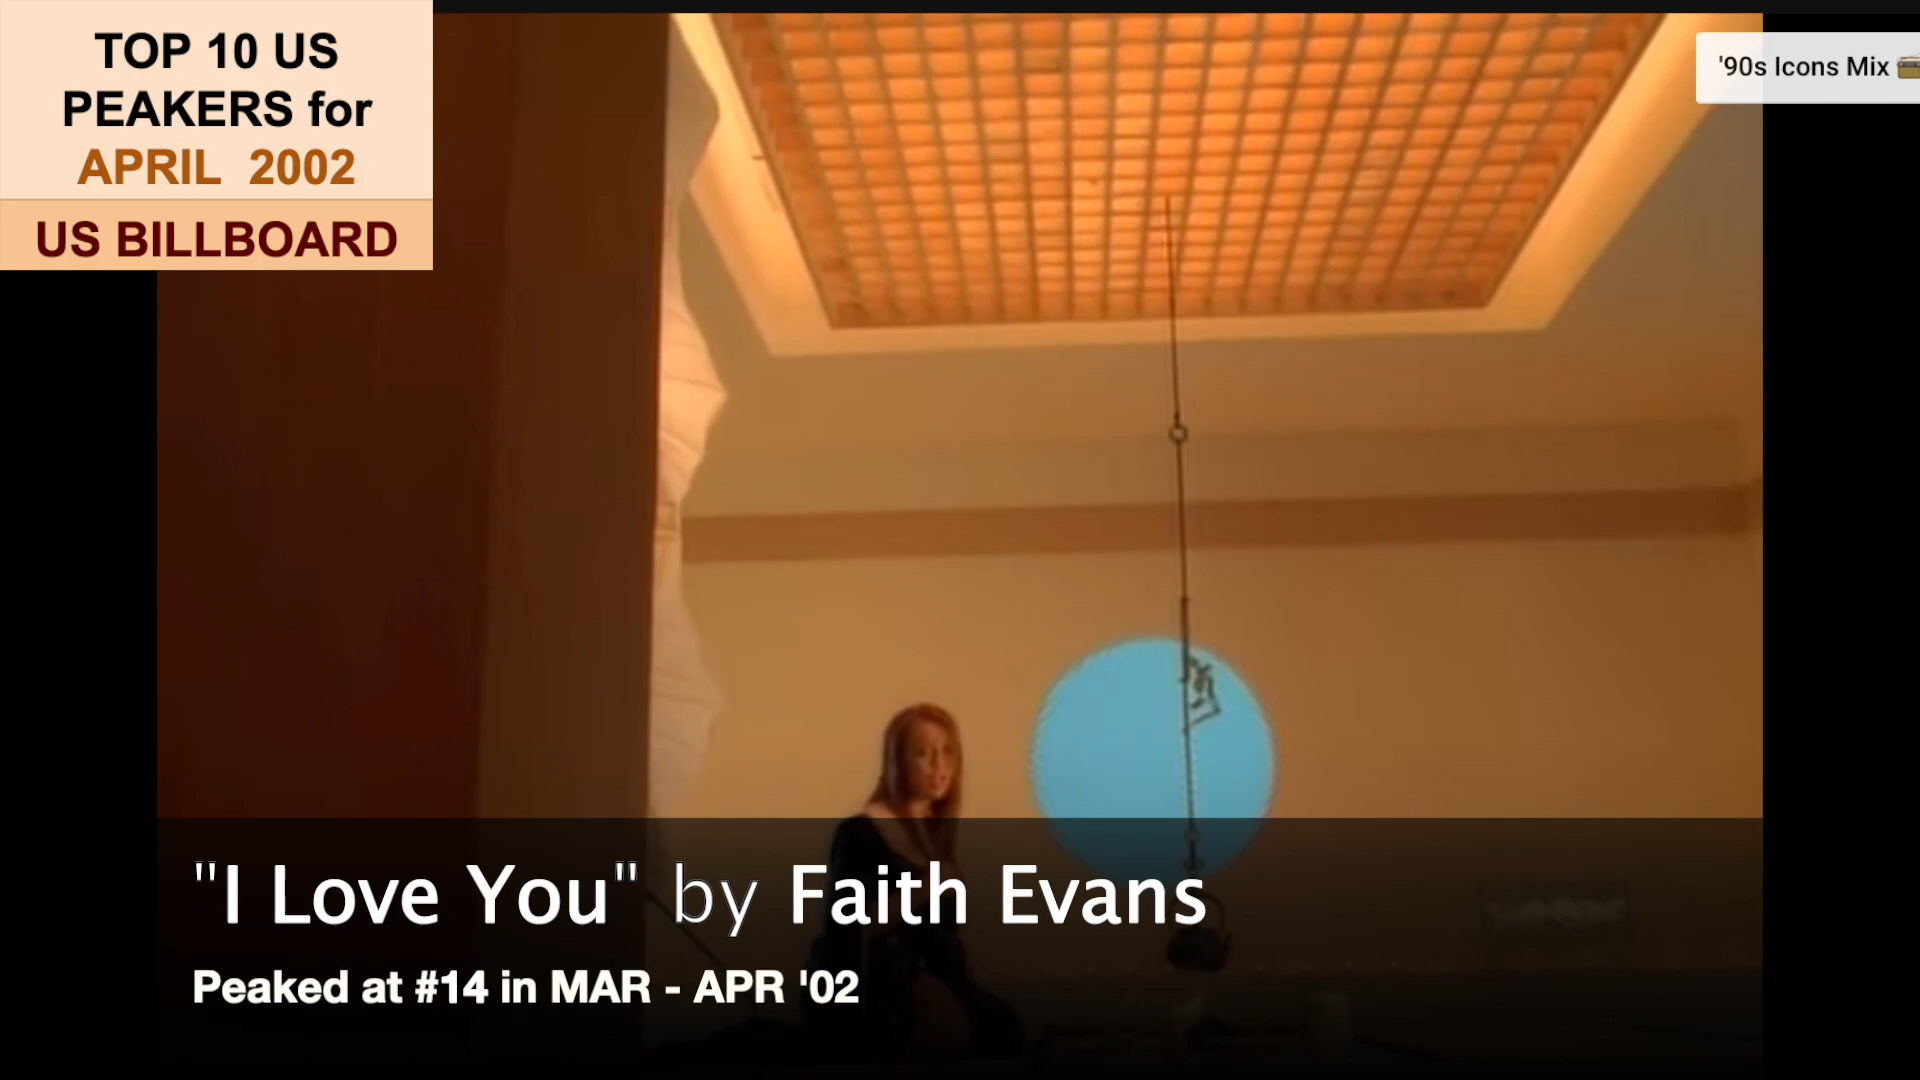 TOP 10 US
PEAKERS for
APRIL 2002
US BILLBOARD
'90s Icons Mix
"I Love You" by Faith Evans
Peaked at #14 in MAR - APR '02